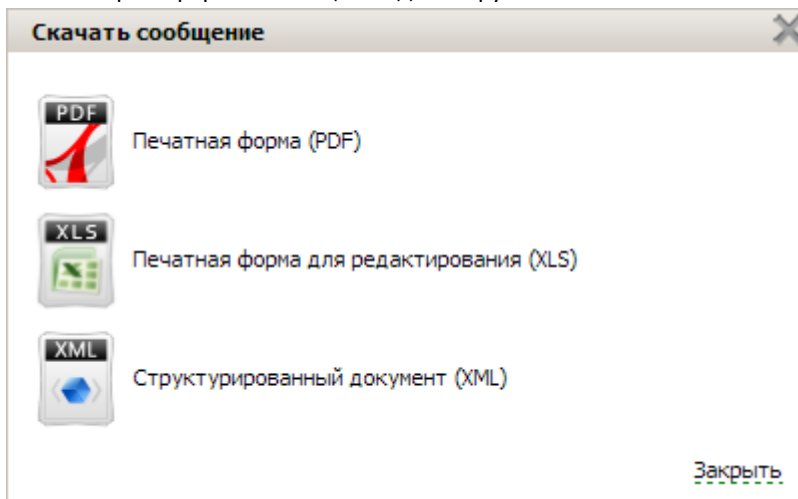 Скачать сообщение
PDF
Печатная форма (PDF)
XLS
Печатная форма для редактирования (XLS)
XML
Структурированный документ (XML)
Закрыть